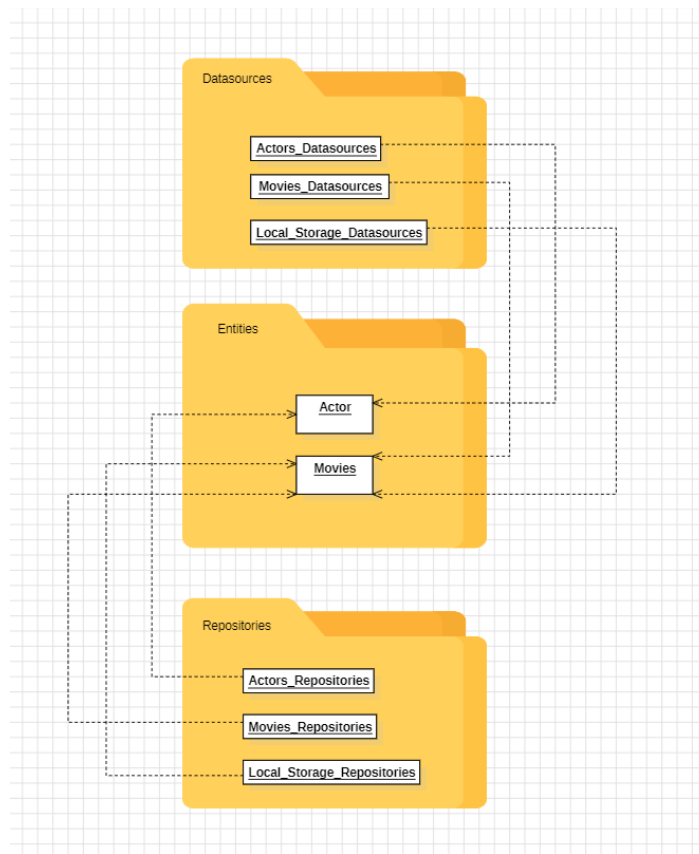 Datasources
Actors_Datasources
Movies_Datasources
Local_Storage_Datasources
Entities
Actor
Movies
Repositories
Actors_Repositories
Movies_Repositories
Local_Storage_Repositories